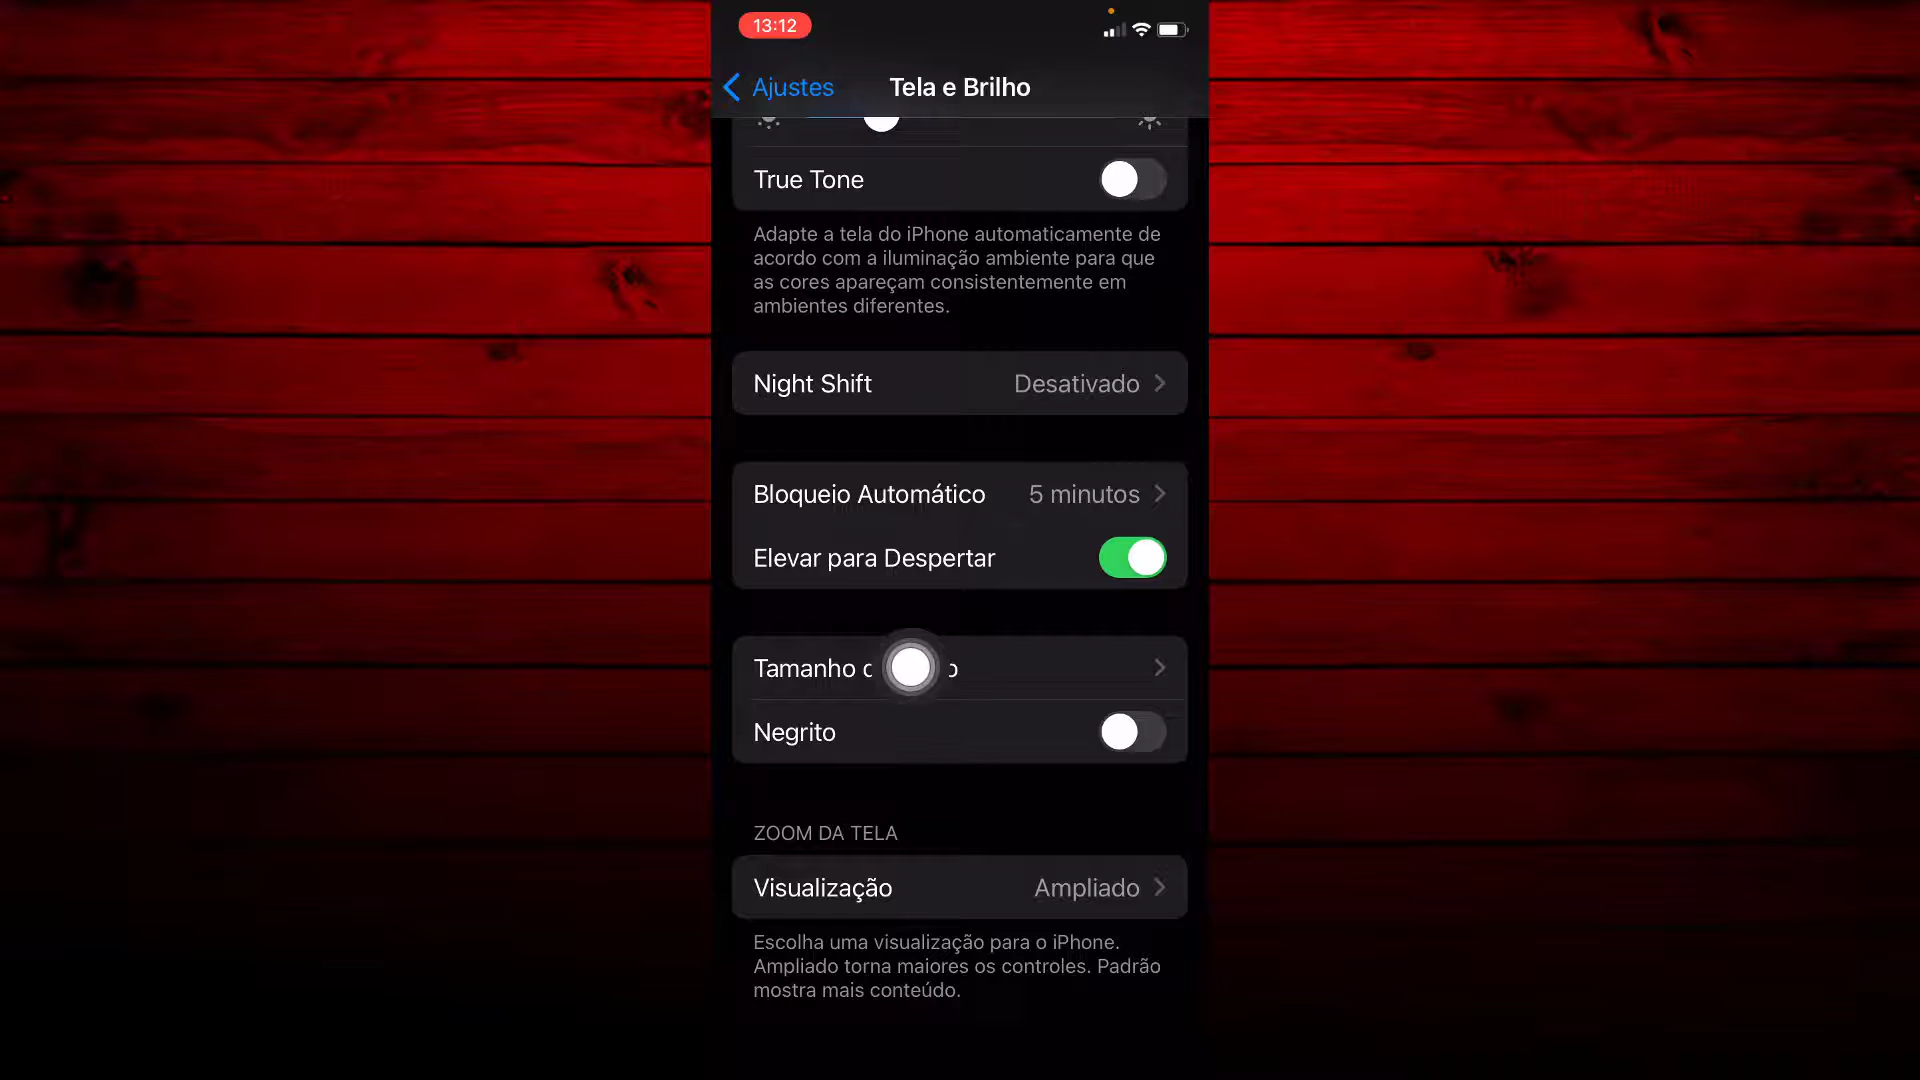 13:12
Ajustes
Tela e Brilho
True Tone
Adapte a tela do iPhone automaticamente de
acordo com a iluminação ambiente para que
as cores apareçam consistentemente em
ambientes diferentes.
Night Shift
Desativado
Bloqueio Automático
5 minutos
Elevar para Despertar
Tamanho
Negrito
ZOOM DA TELA
Visualização
Ampliado
Escolha uma visualização para o iPhone.
Ampliado torna maiores os controles. Padrão
mostra mais conteúdo.